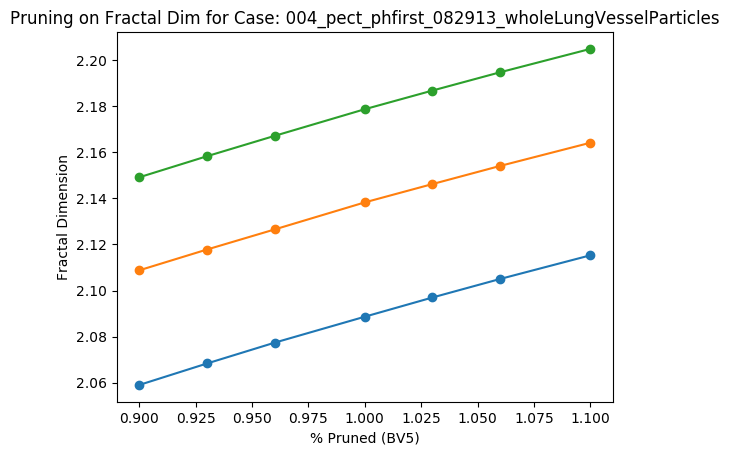 Pruning on Fractal Dim for Case: 004_pect_phfirst_082913_wholeLungVesselParticles
Fractal Dimension
2.20
2.18
2.16
2.14
2.12
2.10
2.08
2.06
0.900 0.925 0.950 0.975 1.000 1.025 1.050 1.075 1.100
% Pruned (BV5)